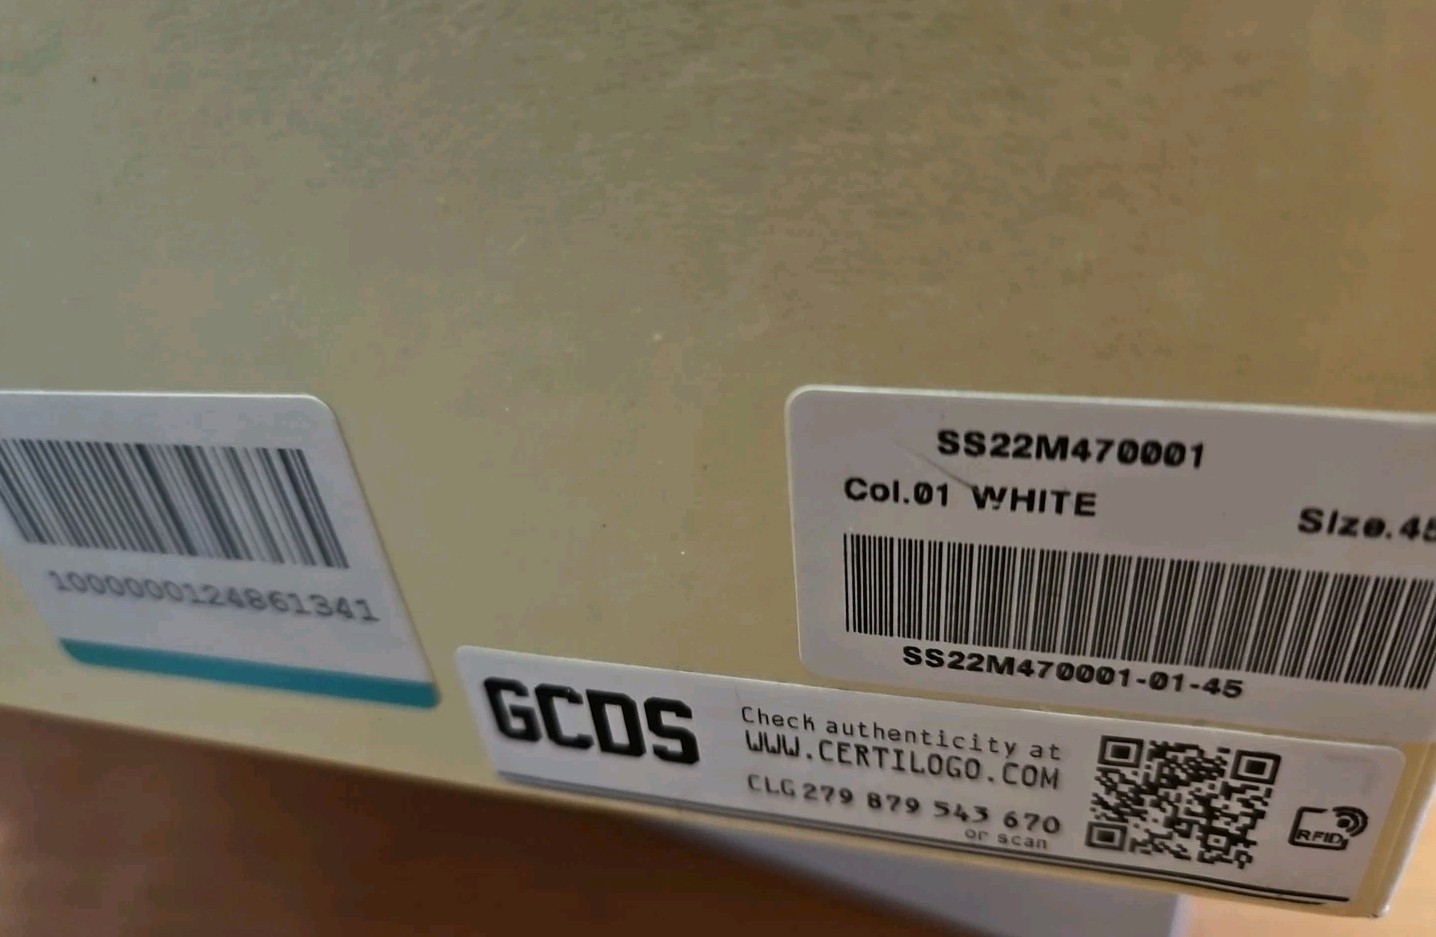 1000000124861341
SS22M470001
Col.01 WHITE
Size.45
SS22M470001-01-45
GCDS
Check authenticity at
WWW.CERTILOGO.COM
CLG 279 879 543 670
or scan
RFID